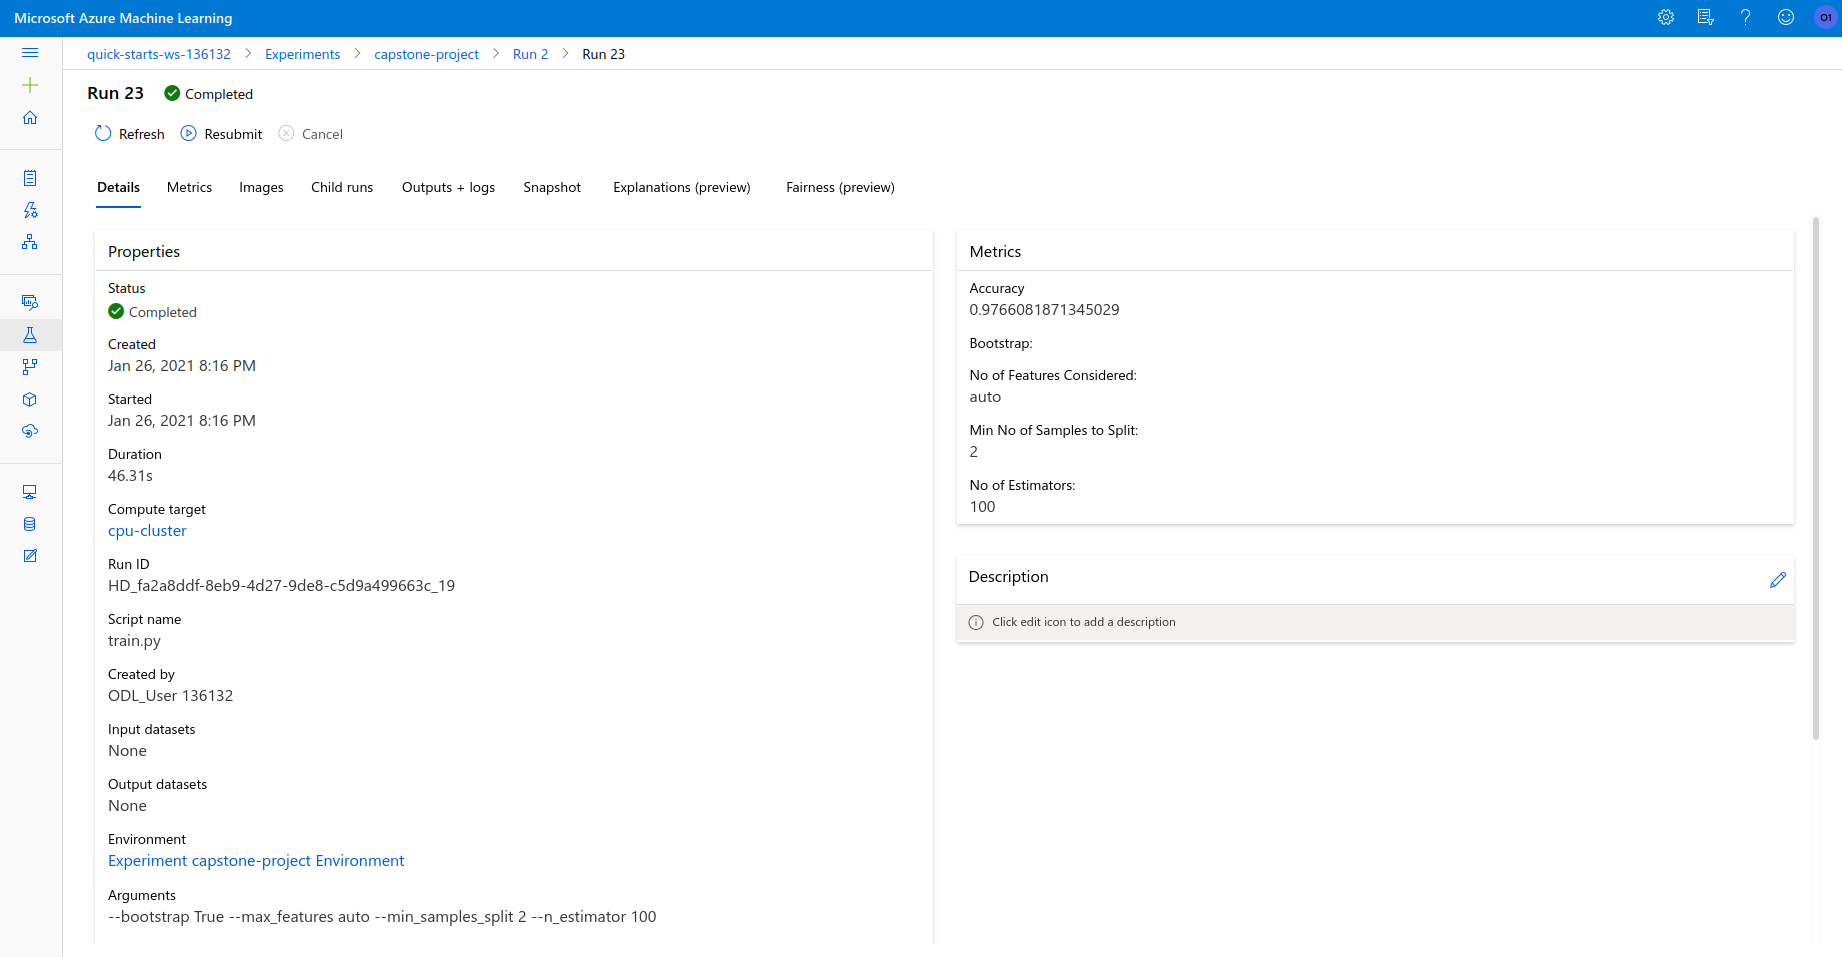 Microsoft Azure Machine Learning
O1
quick-starts-ws-136132 > Experiments > capstone-project > Run 2 > Run 23
Run 23 Completed
Refresh Resubmit Cancel
Details Metrics Images Child runs Outputs + logs Snapshot Explanations (preview) Fairness (preview)
Properties
Status
Completed
Created
Jan 26, 2021 8:16 PM
Started
Jan 26, 2021 8:16 PM
Duration
46.31s
Compute target
cpu-cluster
Run ID
HD_fa2a8ddf-8eb9-4d27-9de8-c5d9a499663c_19
Script name
train.py
Created by
ODL_User 136132
Input datasets
None
Output datasets
None
Environment
Experiment capstone-project Environment
Arguments
--bootstrap True --max_features auto --min_samples_split 2 --n_estimator 100
Metrics
Accuracy
0.9766081871345029
Bootstrap:
No of Features Considered:
auto
Min No of Samples to Split:
2
No of Estimators:
100
Description
Click edit icon to add a description